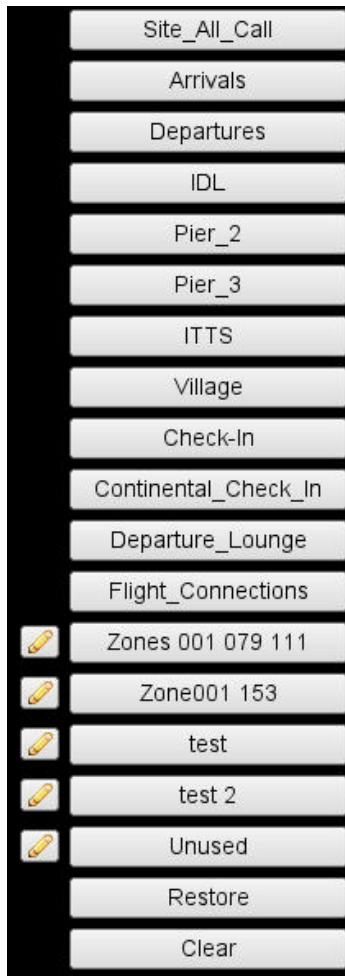 Site_All_Call
Arrivals
Departures
IDL
Pier_2
Pier_3
ITTS
Village
Check-In
Continental_Check_In
Departure_Lounge
Flight_Connections
Zones 001 079 111
Zone001 153
test
test 2
Unused
Restore
Clear